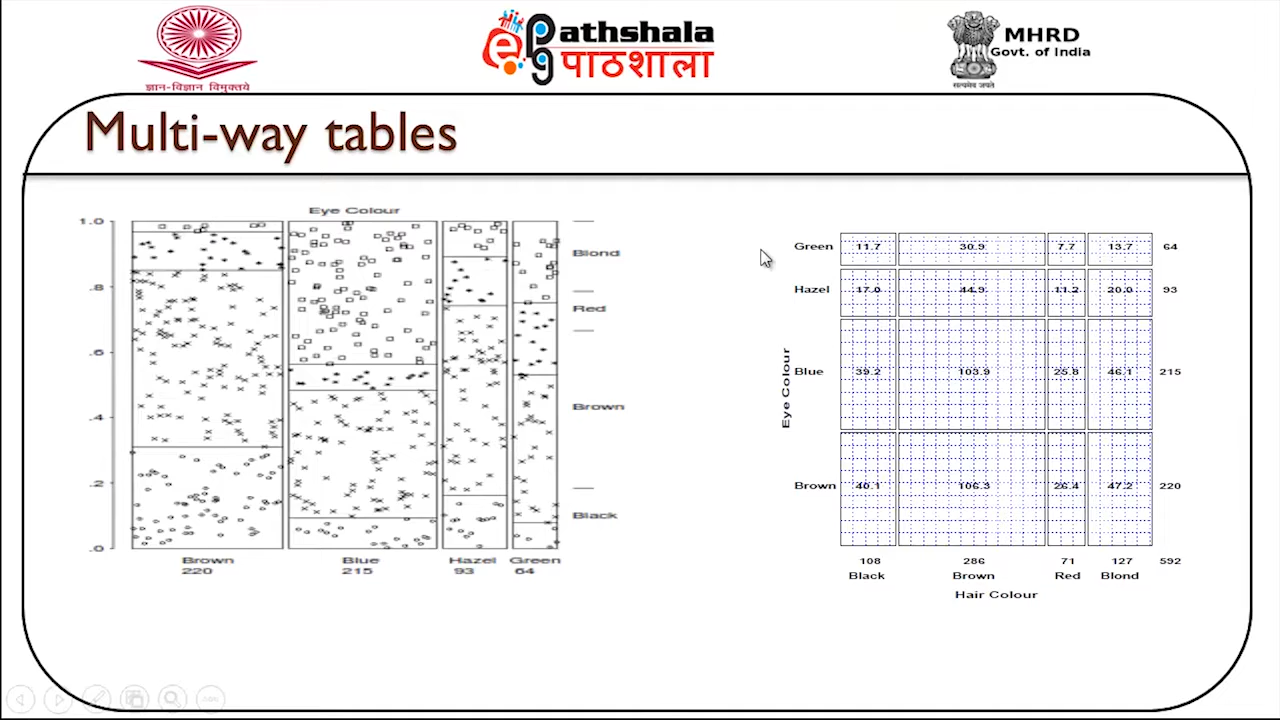 ज्ञान-विज्ञान विमुक्तये
ePG Pathshala
पाठशाला
MHRD
Govt. of India
सत्यमेव जयते
Multi-way tables
Eye Colour
1.0
.8
.6
.4
.2
.0
Blond
Red
Brown
Black
Brown Blue Hazel Green
220 215 93 64
Green 11.7 30.9 7.7 13.7 64
Hazel 17.0 44.9 11.2 20.0 93
Eye Colour
Blue 39.2 103.9 25.8 46.1 215
Brown 40.1 106.3 26.4 47.2 220
108 286 71 127 592
Black Brown Red Blond
Hair Colour